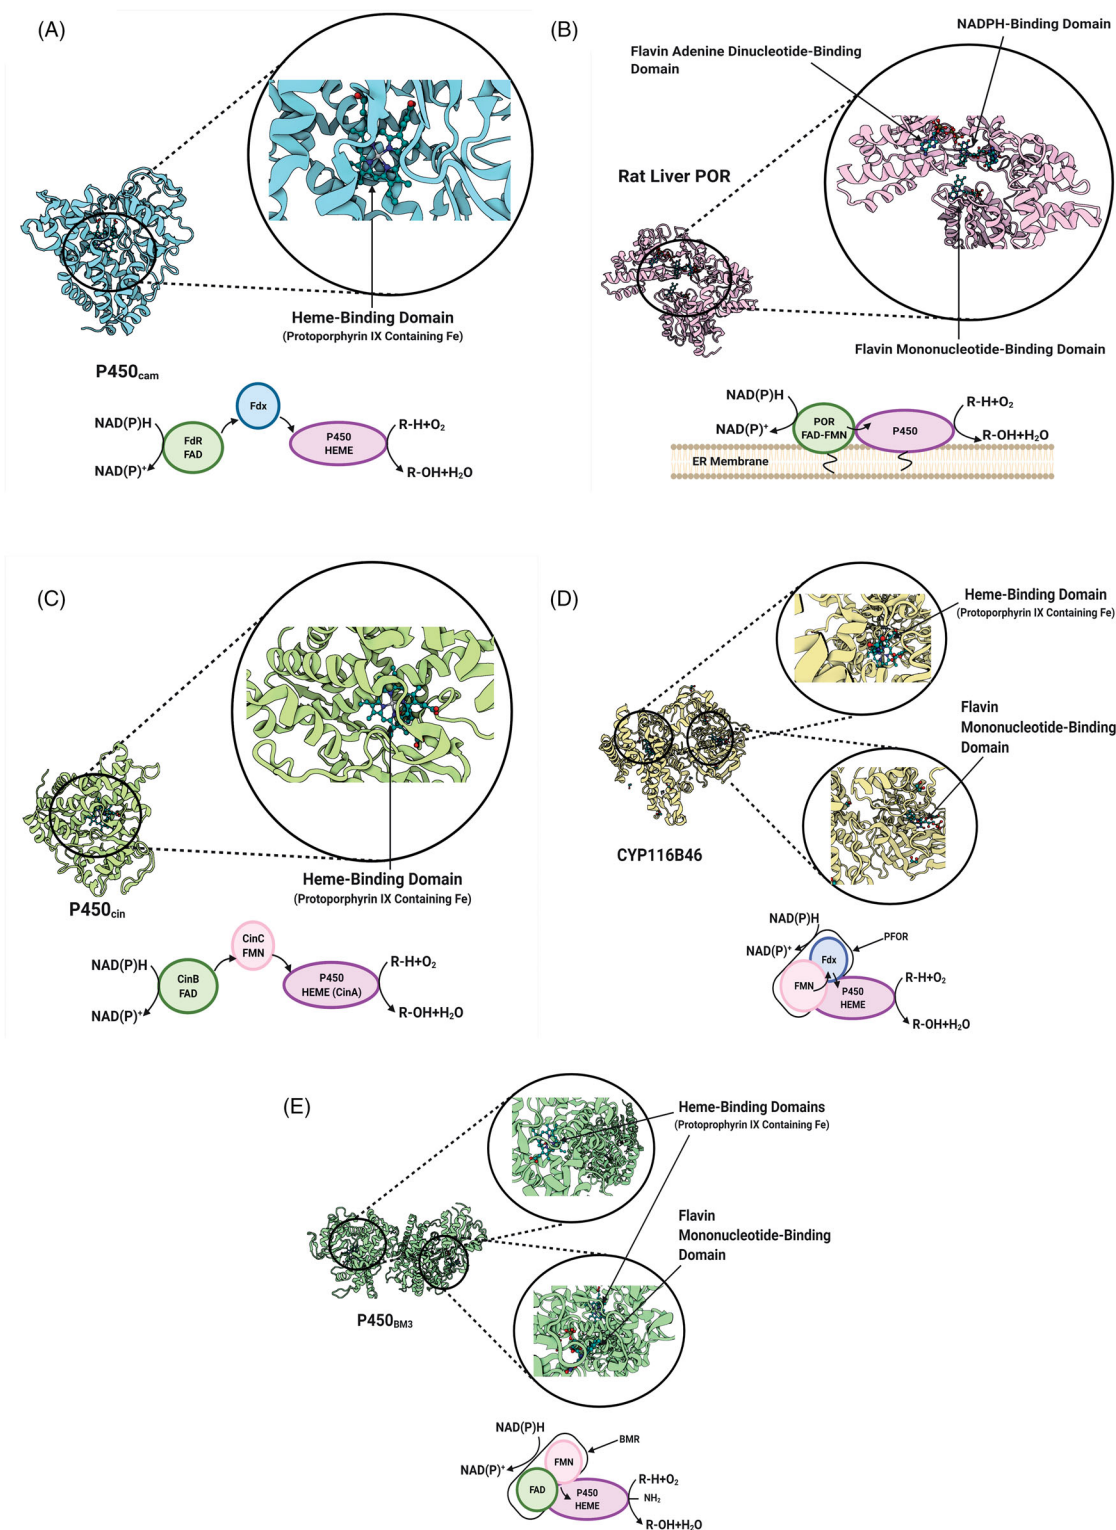 (A)
Heme-Binding Domain
(Protoporphyrin IX Containing Fe)
P450cam
NAD(P)H
NAD(P)+
FdR
FAD
Fdx
P450
HEME
R-H+O2
R-OH+H2O
(B)
NADPH-Binding Domain
Flavin Adenine Dinucleotide-Binding
Domain
Rat Liver POR
Flavin Mononucleotide-Binding Domain
NAD(P)H
NAD(P)+
POR
FAD-FMN
P450
R-H+O2
R-OH+H2O
ER Membrane
(C)
P450cin
Heme-Binding Domain
(Protoporphyrin IX Containing Fe)
NAD(P)H
NAD(P)+
CinB
FAD
CinC
FMN
P450
HEME (CinA)
R-H+O2
R-OH+H2O
(D)
Heme-Binding Domain
(Protoporphyrin IX Containing Fe)
Flavin
Mononucleotide-Binding
Domain
CYP116B46
NAD(P)H
NAD(P)+
PFOR
Fdx
FMN
P450
HEME
R-H+O2
R-OH+H2O
(E)
Heme-Binding Domains
(Protoprophyrin IX Containing Fe)
Flavin
Mononucleotide-Binding
Domain
P450BM3
NAD(P)H
NAD(P)+
BMR
FMN
FAD
P450
HEME
R-H+O2
NH2
R-OH+H2O